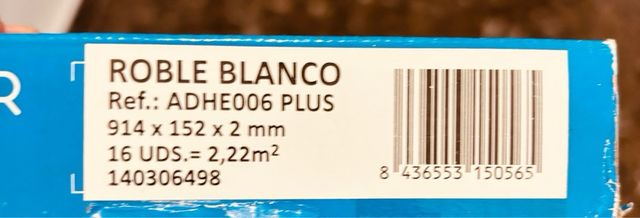 R
ROBLE BLANCO
Ref.: ADHE006 PLUS
914 x 152 x 2 mm
16 UDS.= 2,22m²
140306498
8 436553 150565